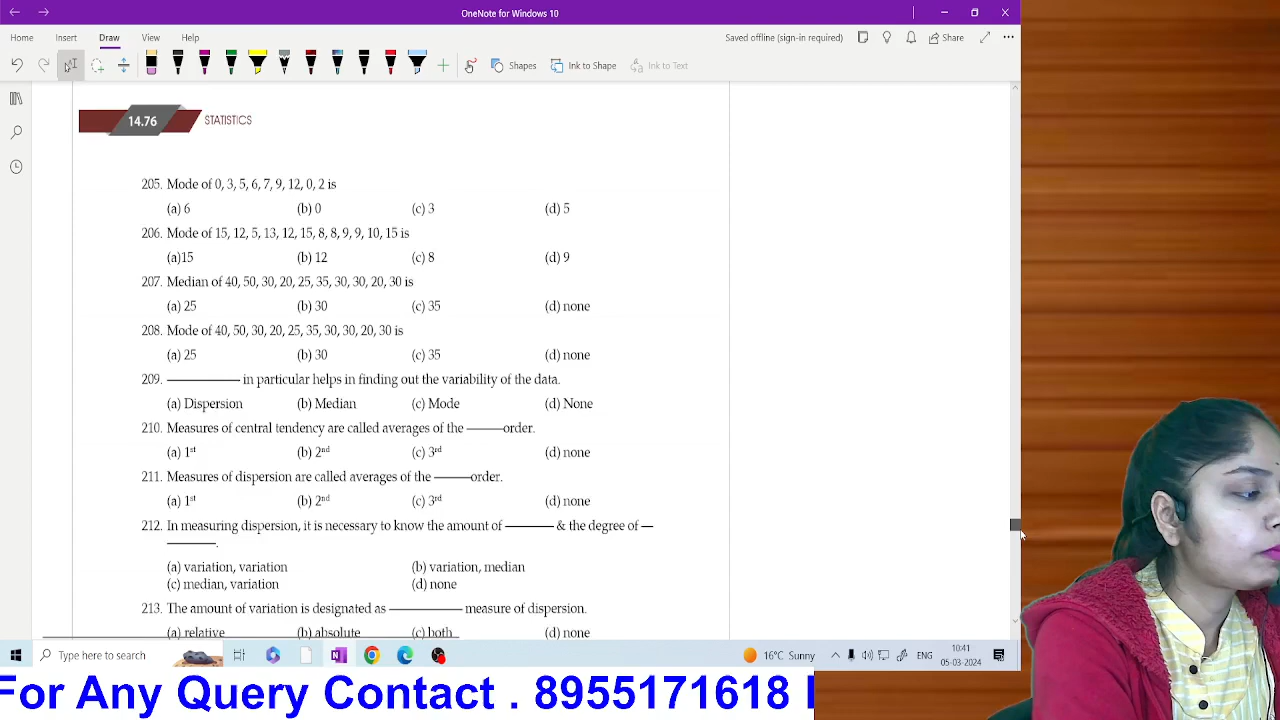 OneNote for Windows 10
Home Insert Draw View Help
Saved offline (sign-in required) Share
Shapes Ink to Shape Ink to Text
14.76 STATISTICS
205. Mode of 0, 3, 5, 6, 7, 9, 12, 0, 2 is
(a) 6 (b) 0 (c) 3 (d) 5
206. Mode of 15, 12, 5, 13, 12, 15, 8, 8, 9, 9, 10, 15 is
(a)15 (b) 12 (c) 8 (d) 9
207. Median of 40, 50, 30, 20, 25, 35, 30, 30, 20, 30 is
(a) 25 (b) 30 (c) 35 (d) none
208. Mode of 40, 50, 30, 20, 25, 35, 30, 30, 20, 30 is
(a) 25 (b) 30 (c) 35 (d) none
209. ________ in particular helps in finding out the variability of the data.
(a) Dispersion (b) Median (c) Mode (d) None
210. Measures of central tendency are called averages of the ____order.
(a) 1st (b) 2nd (c) 3rd (d) none
211. Measures of dispersion are called averages of the ____order.
(a) 1st (b) 2nd (c) 3rd (d) none
212. In measuring dispersion, it is necessary to know the amount of ______ & the degree of —
______.
(a) variation, variation (b) variation, median
(c) median, variation (d) none
213. The amount of variation is designated as ________ measure of dispersion.
(a) relative (b) absolute (c) both (d) none
Type here to search 16°C Sunny ENG 10:41
05-03-2024
For Any Query Contact . 8955171618